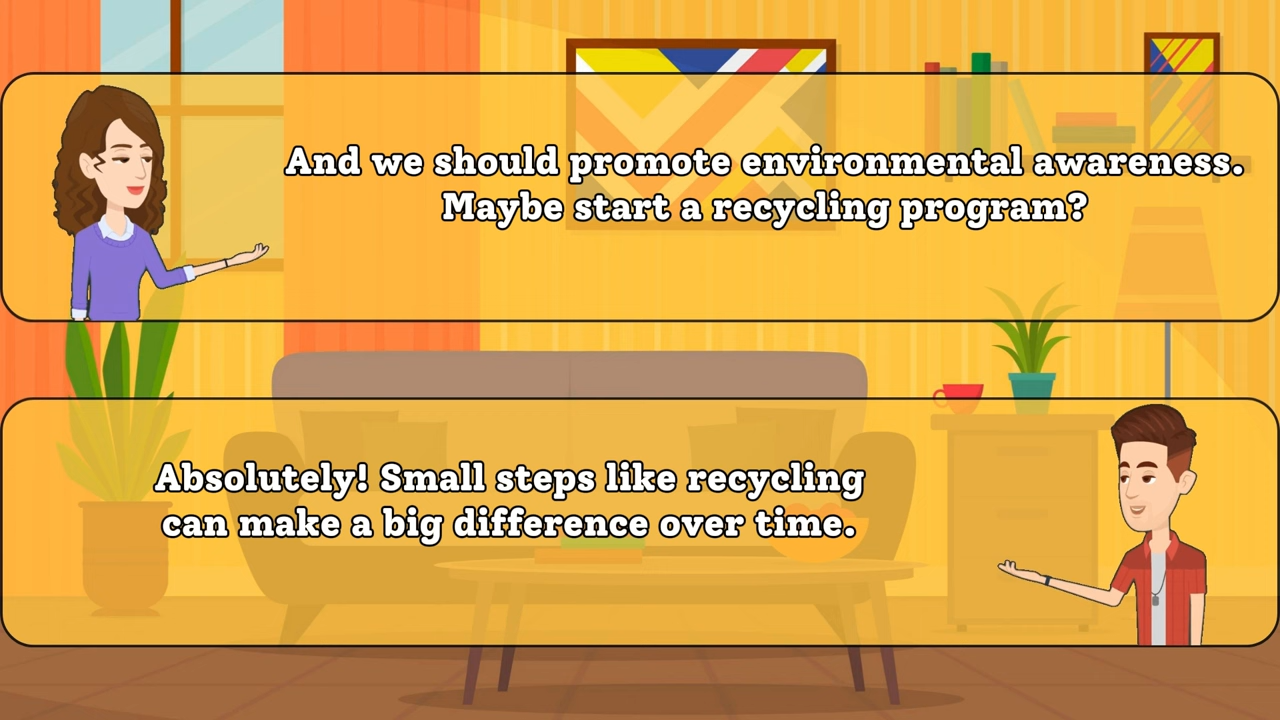 And we should promote environmental awareness.
Maybe start a recycling program?
Absolutely! Small steps like recycling
can make a big difference over time.